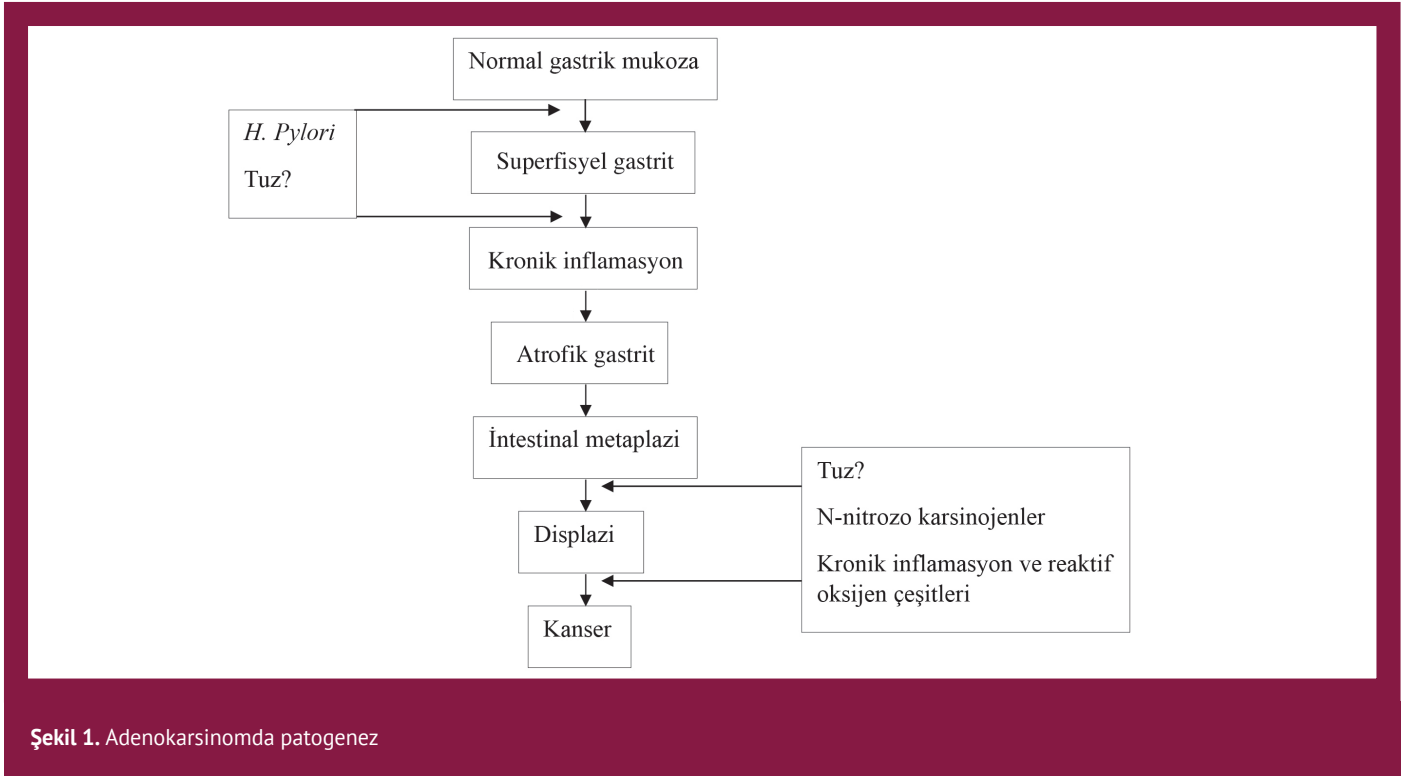 Normal gastrik mukoza
H. Pylori
Tuz?
Superfisyel gastrit
Kronik inflamasyon
Atrofik gastrit
İntestinal metaplazi
Tuz?
N-nitrozo karsinojenler
Kronik inflamasyon ve reaktif
oksijen çeşitleri
Displazi
Kanser
Şekil 1. Adenokarsinomda patogenez